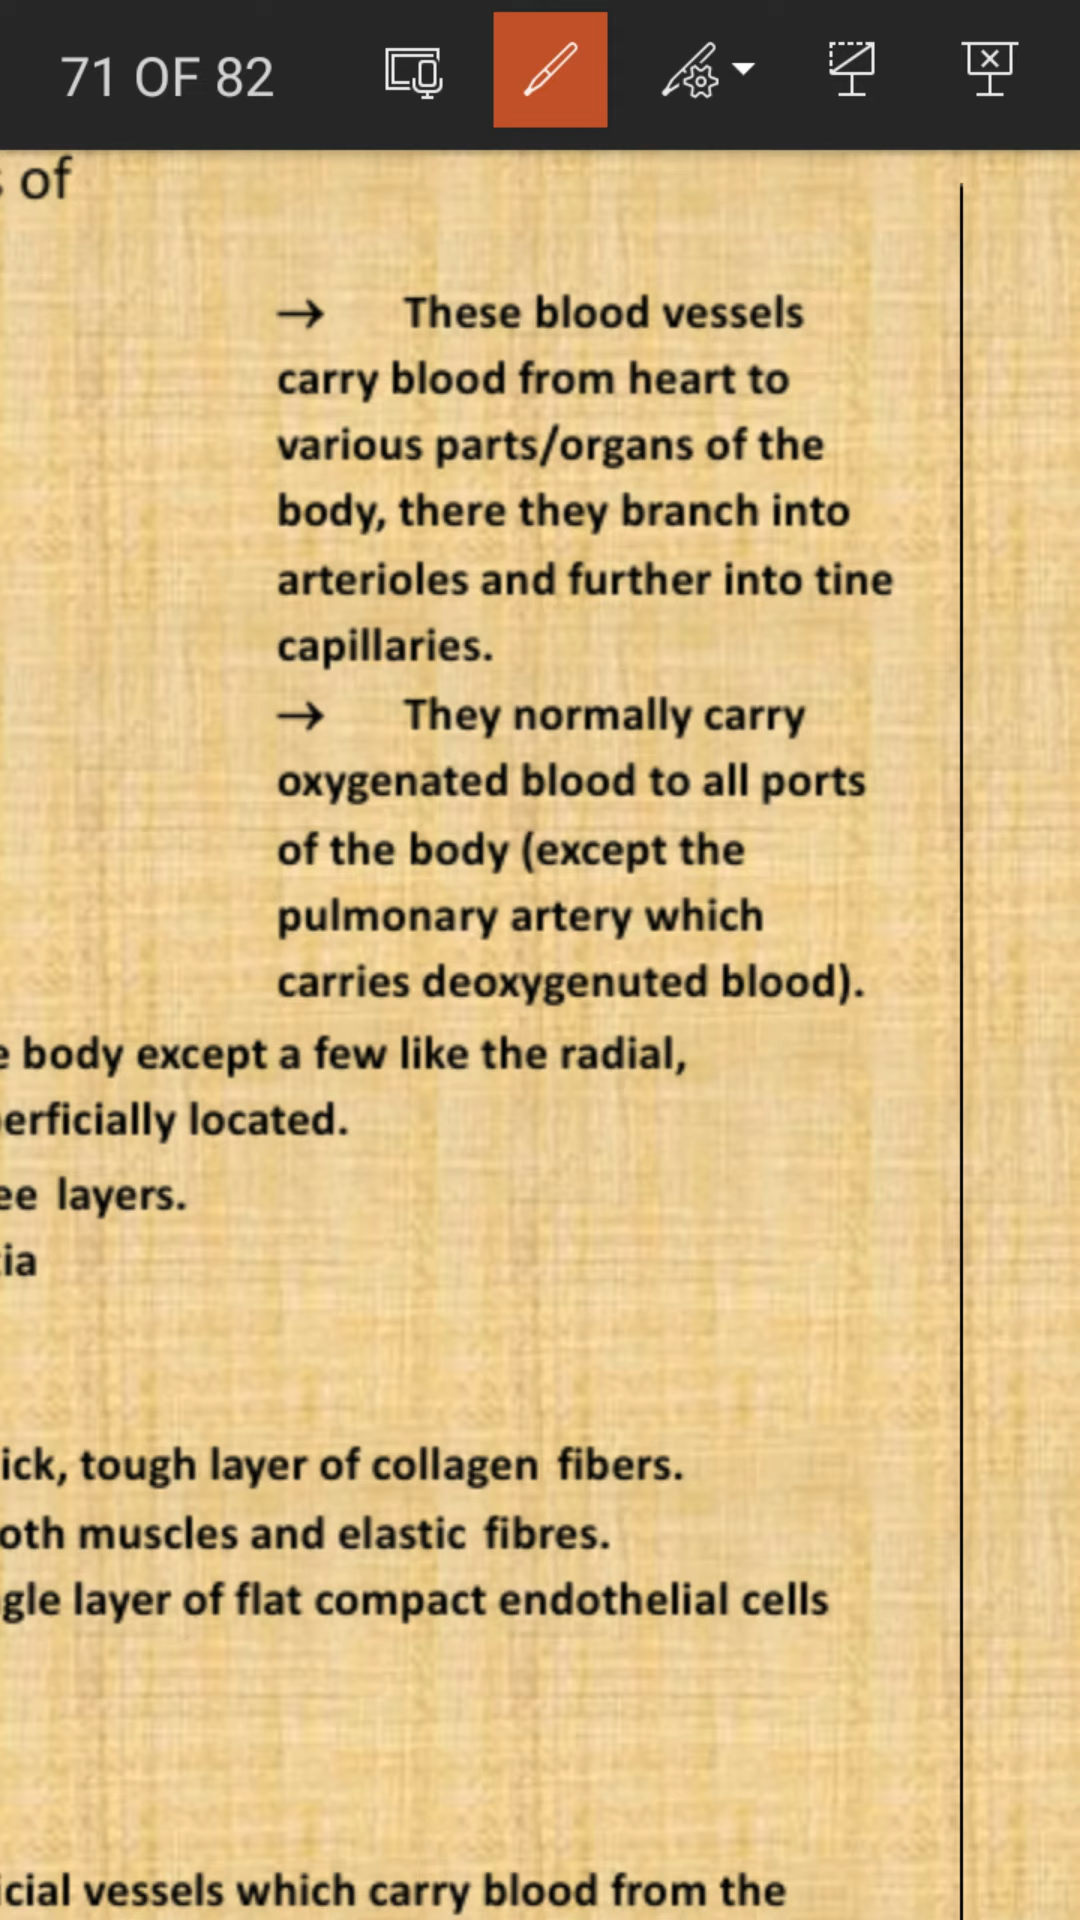 71 OF 82
of
→ These blood vessels
carry blood from heart to
various parts/organs of the
body, there they branch into
arterioles and further into tine
capillaries.
→ They normally carry
oxygenated blood to all ports
of the body (except the
pulmonary artery which
carries deoxygenuted blood).
body except a few like the radial,
erficially located.
ee layers.
ia
ick, tough layer of collagen fibers.
oth muscles and elastic fibres.
gle layer of flat compact endothelial cells
icial vessels which carry blood from the